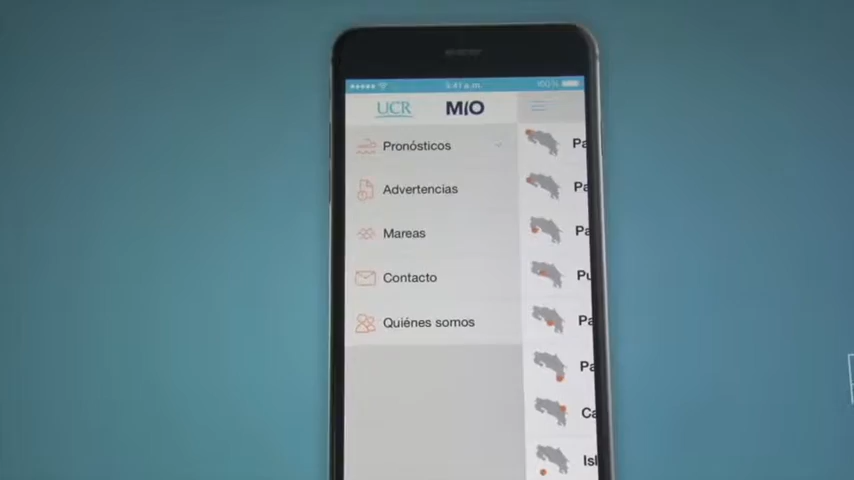 5:41 a.m.
100%
UCR
MIO
Pronósticos
Advertencias
Mareas
Contacto
Quiénes somos
Pa
Pa
Pa
Pu
Pa
Pa
Ca
Isl